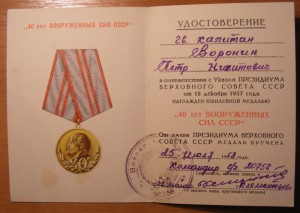 "40 ЛЕТ ВООРУЖЕННЫХ СИЛ СССР"
УДОСТОВЕРЕНИЕ
гв. капитан
Воронин
Петр Никитович
в соответствии с Указом ПРЕЗИДИУМА
ВЕРХОВНОГО СОВЕТА СССР
от 18 декабря 1957 года
НАГРАЖДЕН ЮБИЛЕЙНОЙ МЕДАЛЬЮ
"40 ЛЕТ ВООРУЖЕННЫХ
СИЛ СССР"
От имени ПРЕЗИДИУМА ВЕРХОВНОГО
СОВЕТА СССР МЕДАЛЬ ВРУЧЕНА
25 июля
Командир